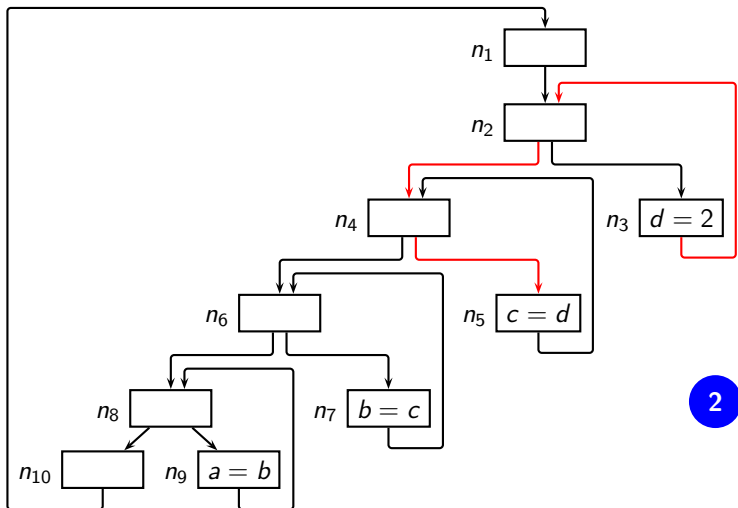 n1
n2
n4
n3 d = 2
n6
n5 c = d
n8
n7 b = c
2
n10
n9 a = b